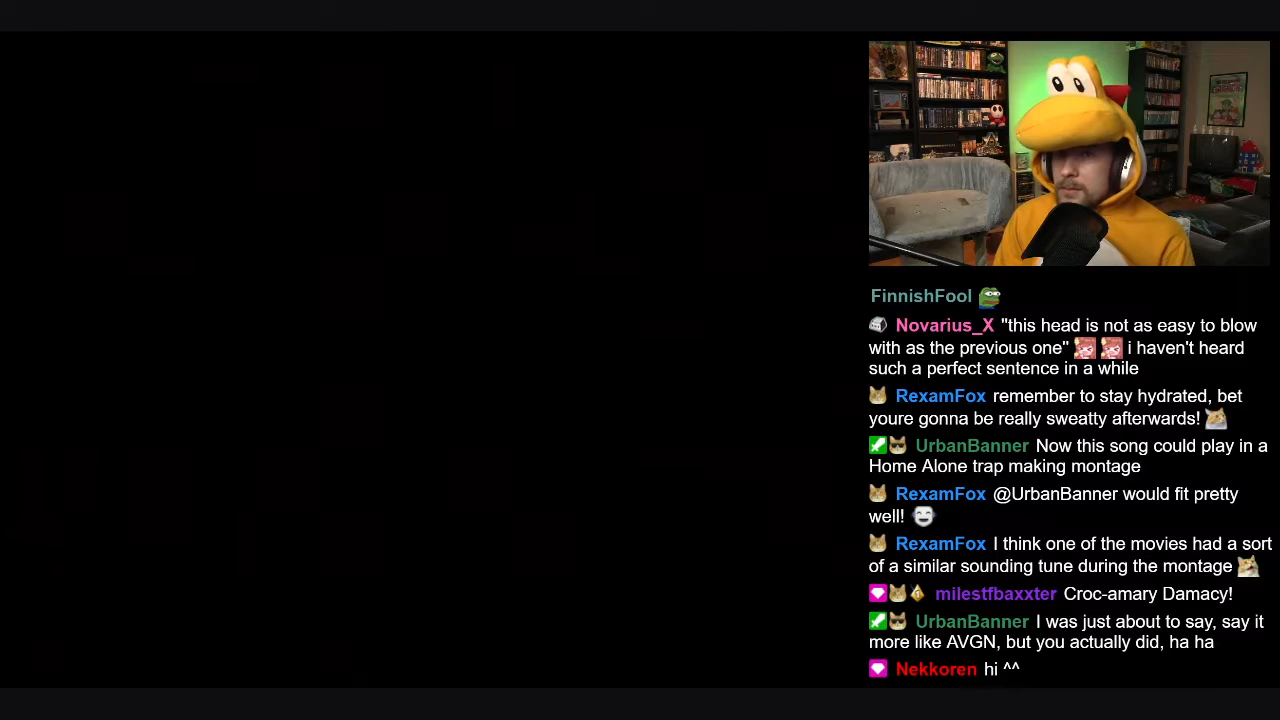 FinnishFool
Novarius_X "this head is not as easy to blow
with as the previous one" i haven't heard
such a perfect sentence in a while
RexamFox remember to stay hydrated, bet
youre gonna be really sweatty afterwards!
UrbanBanner Now this song could play in a
Home Alone trap making montage
RexamFox @UrbanBanner would fit pretty
well!
RexamFox I think one of the movies had a sort
of a similar sounding tune during the montage
milestfbaxxter Croc-amary Damacy!
UrbanBanner I was just about to say, say it
more like AVGN, but you actually did, ha ha
Nekkoren hi ^^